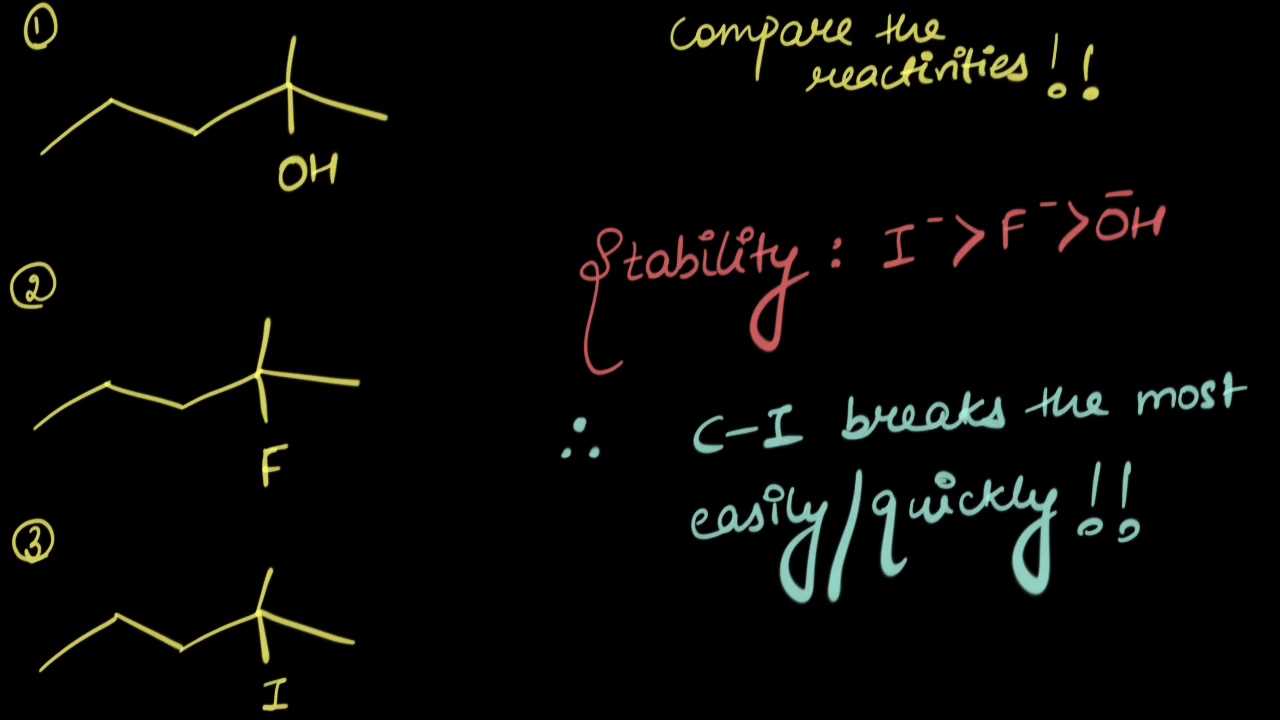 ①
compare the
reactivities!!
OH
Stability : I⁻ > F⁻ > ŌH
②
∴ C-I breaks the most
F
easily/quickly!!
③
I